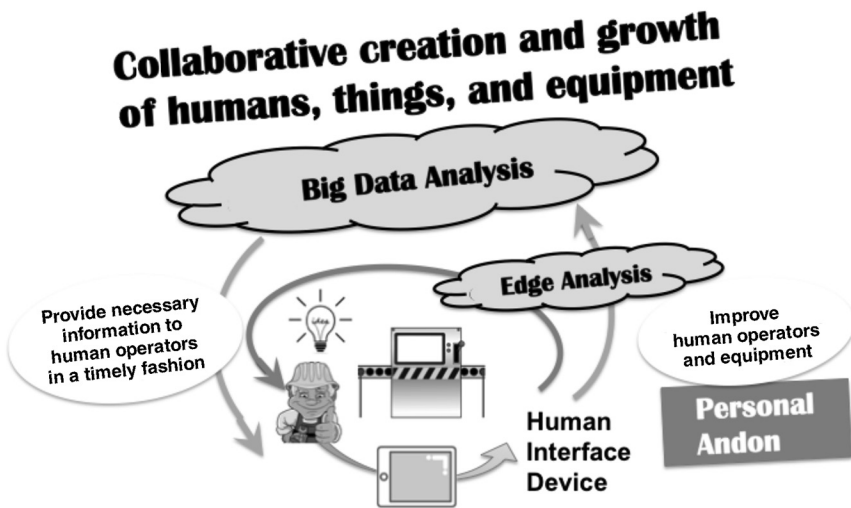 Collaborative creation and growth
of humans, things, and equipment
Big Data Analysis
Edge Analysis
Provide necessary
information to
human operators
in a timely fashion
idea
Improve
human operators
and equipment
Personal
Andon
Human
Interface
Device